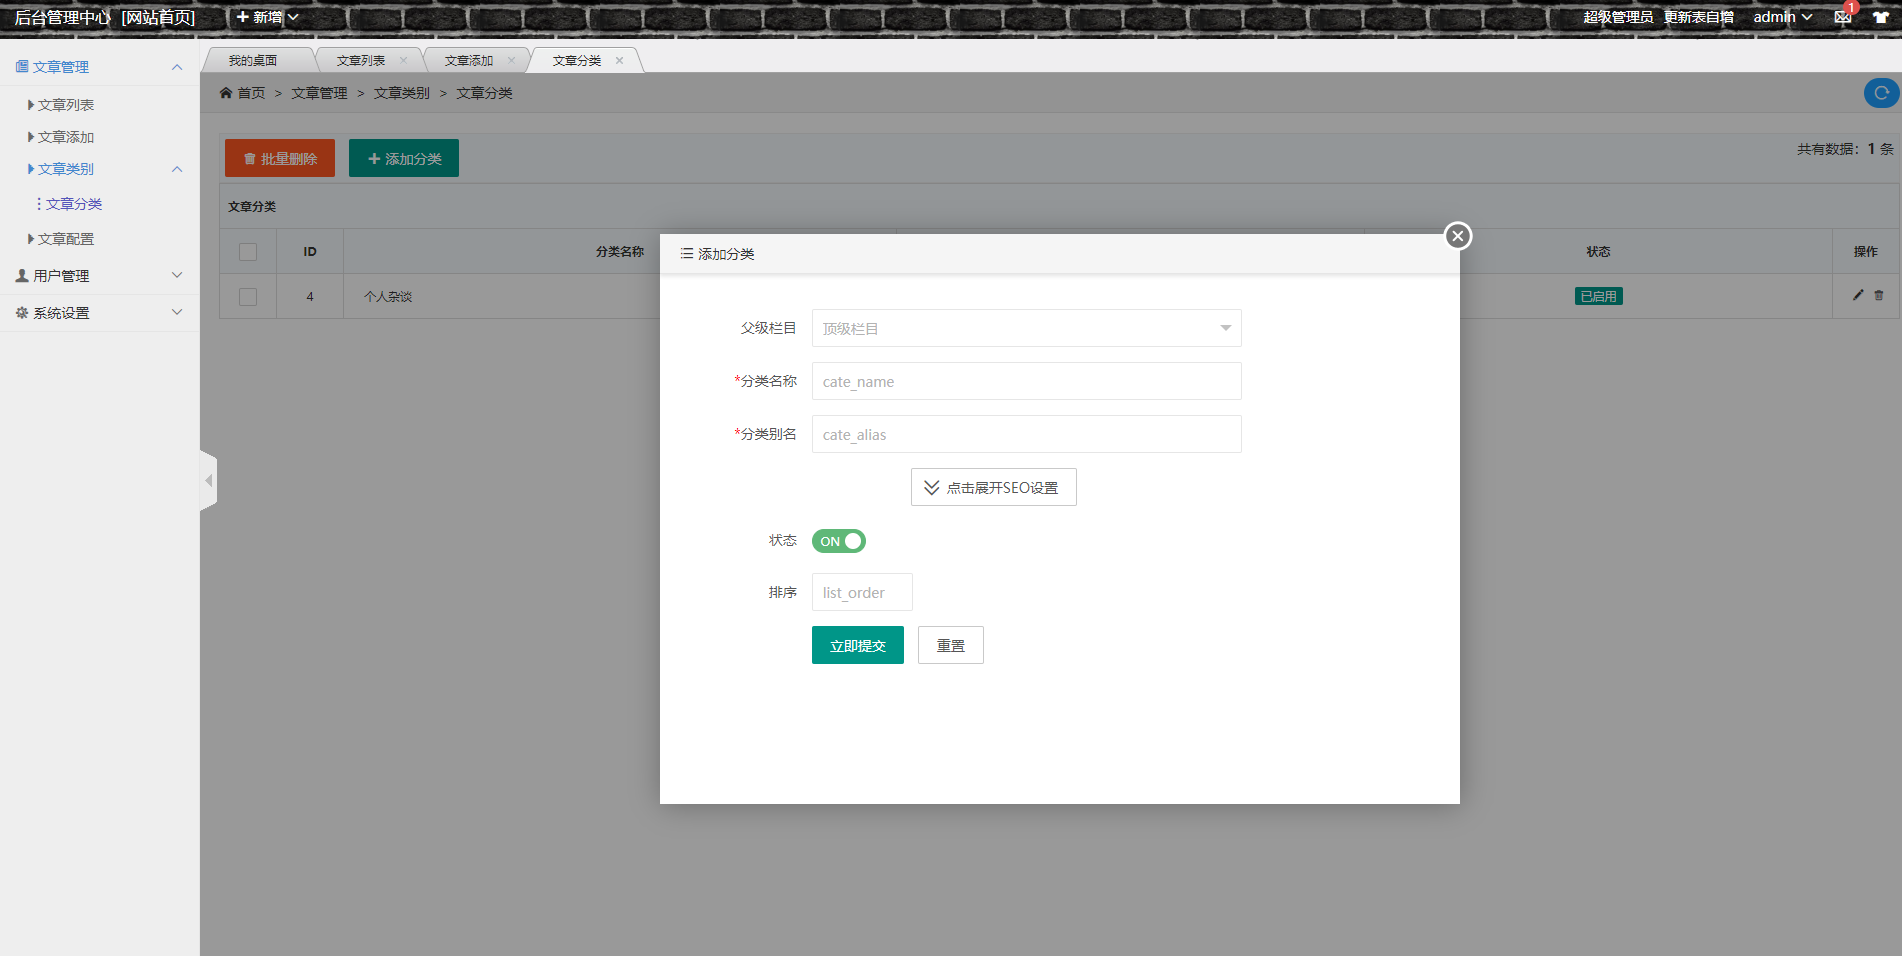 后台管理中心 [网站首页] 新增 超级管理员 更新表自增 admin 1
文章管理
文章列表
文章添加
文章类别
文章分类
文章配置
用户管理
系统设置
我的桌面 文章列表 文章添加 文章分类
首页 > 文章管理 > 文章类别 > 文章分类
批量删除 添加分类 共有数据：1 条
文章分类
ID 分类名称 状态 操作
4 个人杂谈 已启用
添加分类
父级栏目 顶级栏目
*分类名称 cate_name
*分类别名 cate_alias
点击展开SEO设置
状态 ON
排序 list_order
立即提交 重置